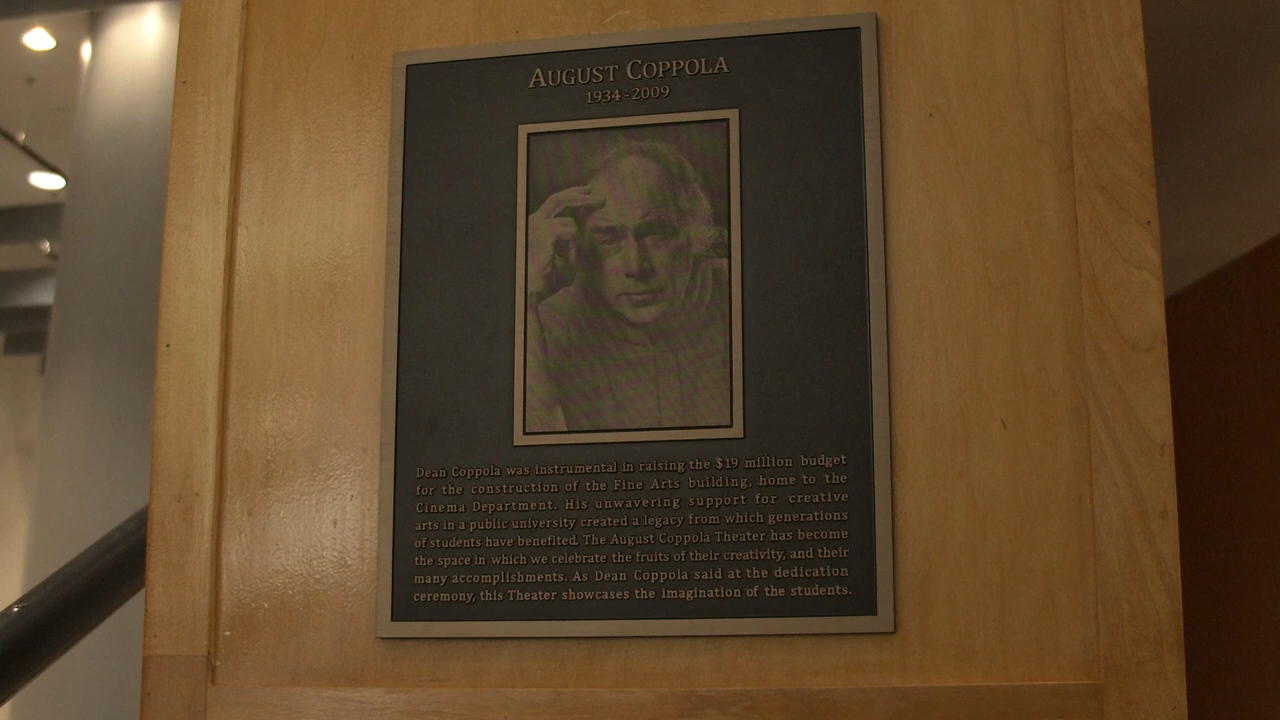 AUGUST COPPOLA
1934-2009
Dean Coppola was instrumental in raising the $19 million budget
for the construction of the Fine Arts building, home to the
Cinema Department. His unwavering support for creative
arts in a public university created a legacy from which generations
of students have benefited. The August Coppola Theater has become
the space in which we celebrate the fruits of their creativity, and their
many accomplishments. As Dean Coppola said at the dedication
ceremony, this Theater showcases the imagination of the students.